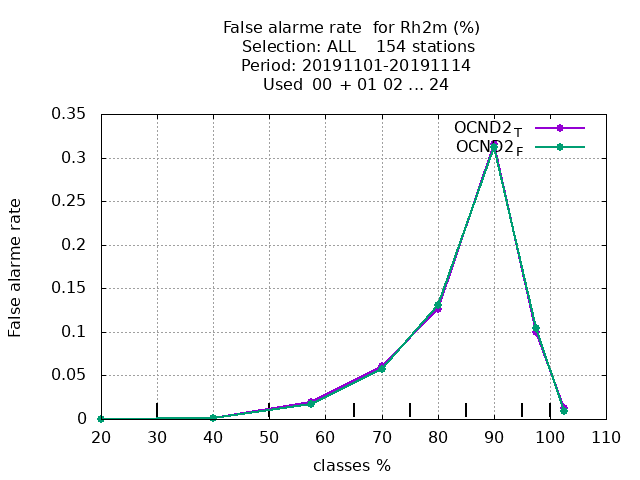 False alarme rate  for Rh2m (%)
Selection: ALL    154 stations
Period: 20191101-20191114
Used  00 + 01 02 ... 24
OCND2T
OCND2F
False alarme rate
0.35
0.3
0.25
0.2
0.15
0.1
0.05
0
20 30 40 50 60 70 80 90 100 110
classes %